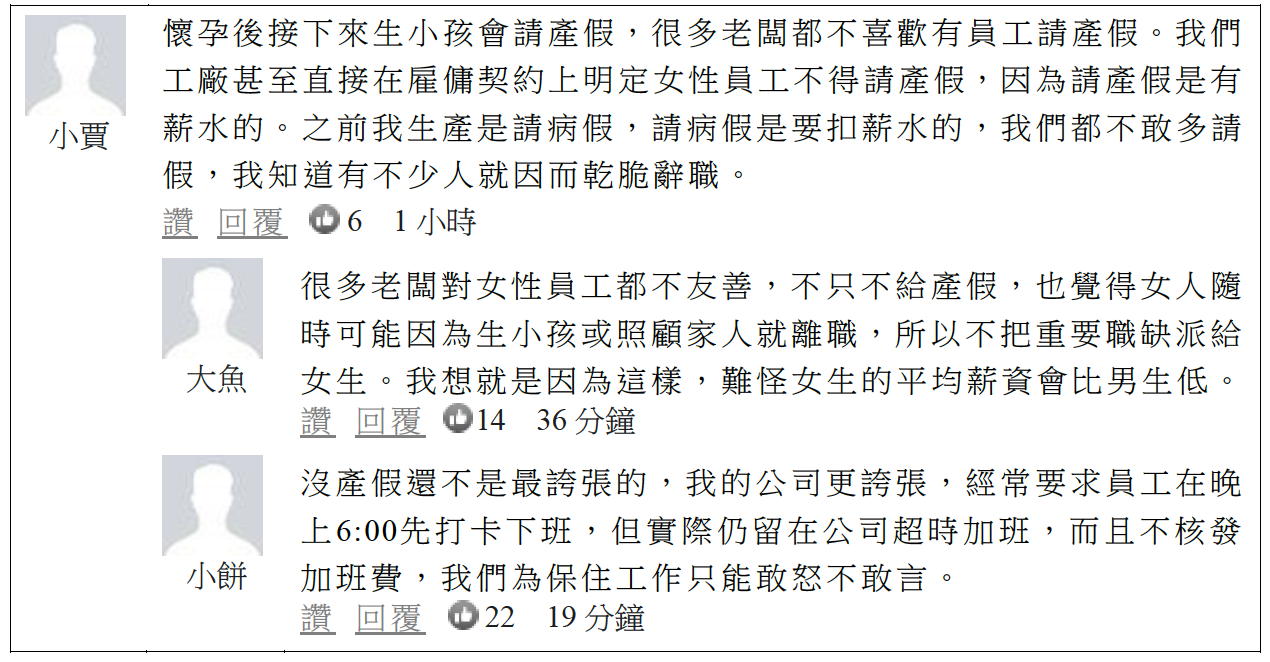 懷孕後接下來生小孩會請產假，很多老闆都不喜歡有員工請產假。我們
工廠甚至直接在雇傭契約上明定女性員工不得請產假，因為請產假是有
薪水的。之前我生產是請病假，請病假是要扣薪水的，我們都不敢多請
假，我知道有不少人就因而乾脆辭職。
小賈
讚 回覆 6 1 小時
很多老闆對女性員工都不友善，不只不給產假，也覺得女人隨
時可能因為生小孩或照顧家人就離職，所以不把重要職缺派給
女生。我想就是因為這樣，難怪女生的平均薪資會比男生低。
大魚
讚 回覆 14 36 分鐘
沒產假還不是最誇張的，我的公司更誇張，經常要求員工在晚
上6:00先打卡下班，但實際仍留在公司超時加班，而且不核發
加班費，我們為保住工作只能敢怒不敢言。
小餅
讚 回覆 22 19 分鐘